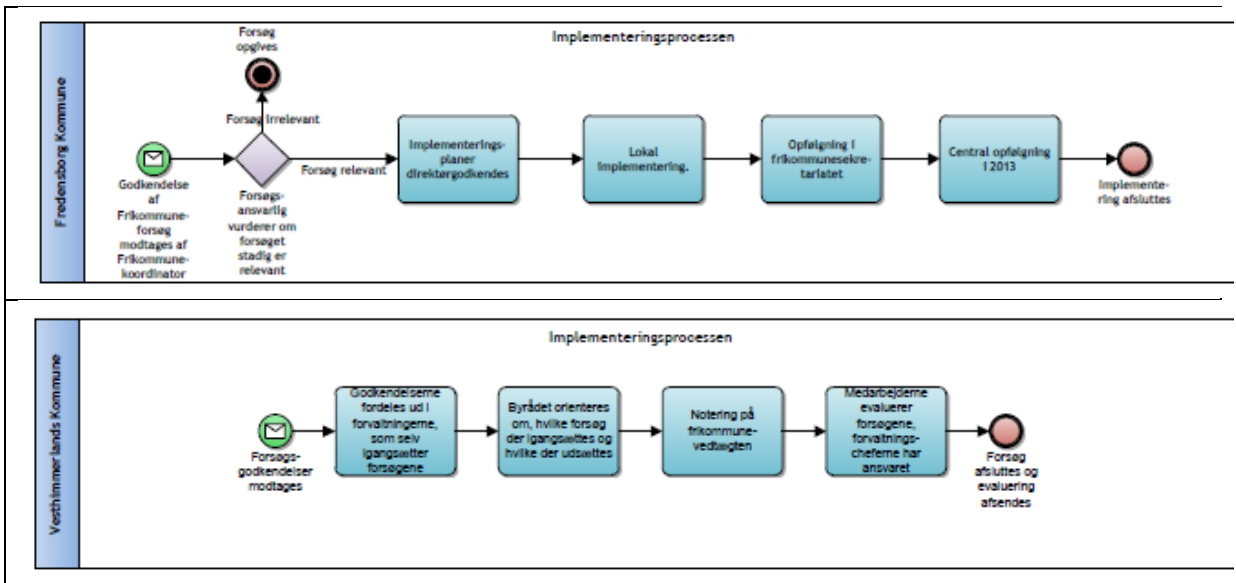 Fredensborg Kommune
Implementeringsprocessen
Forsøg
opgives
Forsøg irrelevant
Forsøg relevant
Godkendelse
af
Frikommune-
forsøg
modtages af
Frikommune-
koordinator
Forsøgs-
ansvarlig
vurderer om
forsøget
stadig er
relevant
Implementerings-
planer
direktørgodkendes
Lokal
implementering.
Opfølgning i
frikommunesekre-
tariatet
Central opfølgning
i 2013
Implemente-
ring afsluttes
Vesthimmerlands Kommune
Implementeringsprocessen
Forsøgs-
godkendelser
modtages
Godkendelserne
fordeles ud i
forvaltningerne,
som selv
igangsætter
forsøgene
Byrådet orienteres
om, hvilke forsøg
der igangsættes og
hvilke der udsættes
Notering på
frikommune-
vedtægten
Medarbejderne
evaluerer
forsøgene,
forvaltnings-
cheferne har
ansvaret
Forsøg
afsluttes og
evaluering
afsendes